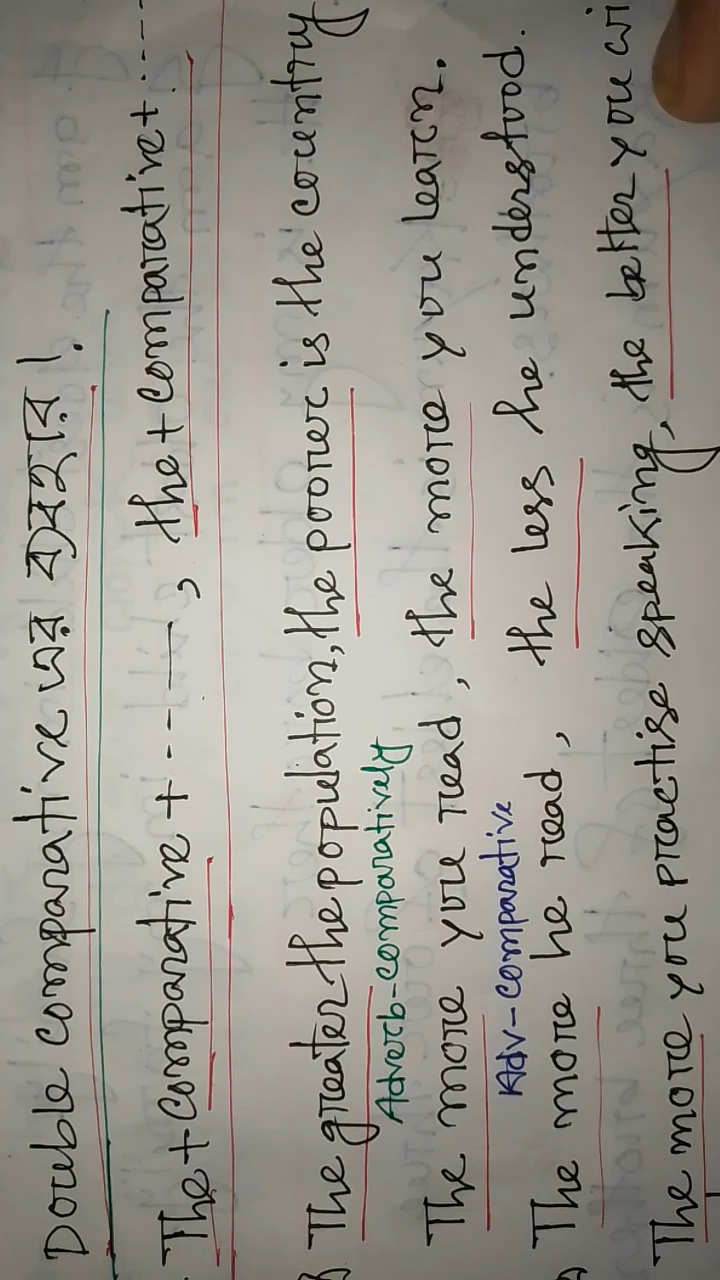 Double comparative এর ব্যবহার।.
The + Comparative + ----—, the + comparative + ....
The greater the population, the poorer is the country
Adverb-comparatively
The more you read, the more you learn.
Adv-comparative
The more he read, the less he understood.
The more you practise speaking, the better you